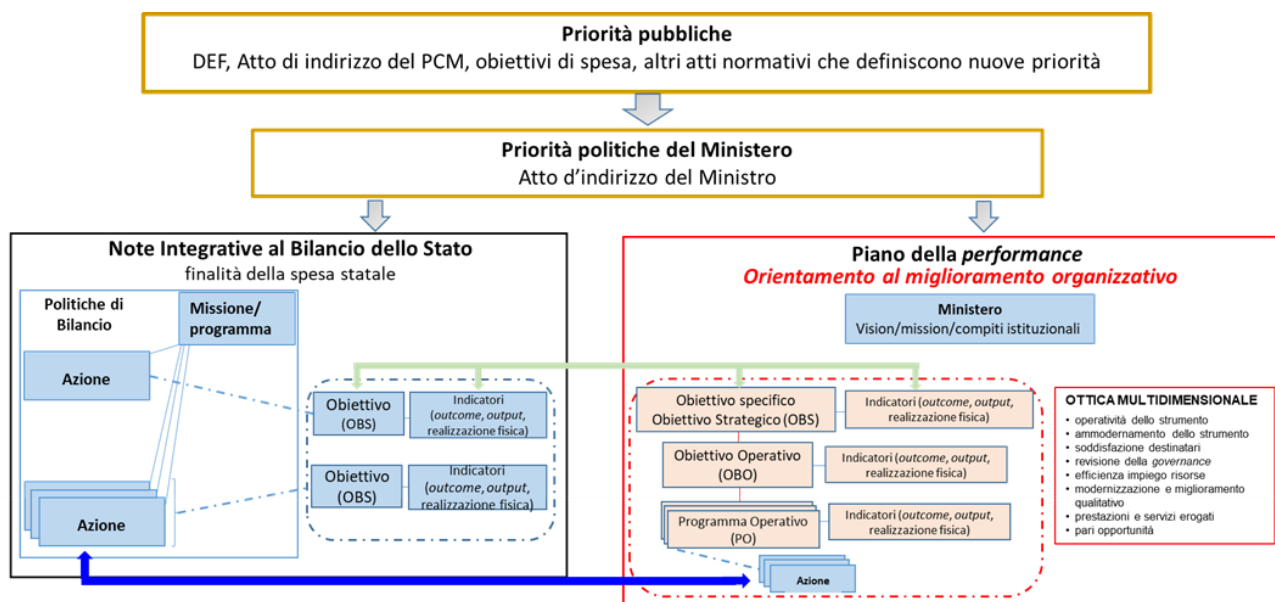 Priorità pubbliche
DEF, Atto di indirizzo del PCM, obiettivi di spesa, altri atti normativi che definiscono nuove priorità
Priorità politiche del Ministero
Atto d'indirizzo del Ministro
Note Integrative al Bilancio dello Stato
finalità della spesa statale
Politiche di
Bilancio
Missione/
programma
Azione
Obiettivo
(OBS)
Indicatori
(outcome, output,
realizzazione fisica)
Azione
Obiettivo
(OBS)
Indicatori
(outcome, output,
realizzazione fisica)
Piano della performance
Orientamento al miglioramento organizzativo
Ministero
Vision/mission/compiti istituzionali
Obiettivo specifico
Obiettivo Strategico (OBS)
Indicatori (outcome, output,
realizzazione fisica)
Obiettivo Operativo
(OBO)
Indicatori (outcome, output,
realizzazione fisica)
Programma Operativo
(PO)
Indicatori (outcome, output,
realizzazione fisica)
Azione
OTTICA MULTIDIMENSIONALE
• operatività dello strumento
• ammodernamento dello strumento
• soddisfazione destinatari
• revisione della governance
• efficienza impiego risorse
• modernizzazione e miglioramento
qualitativo
• prestazioni e servizi erogati
• pari opportunità